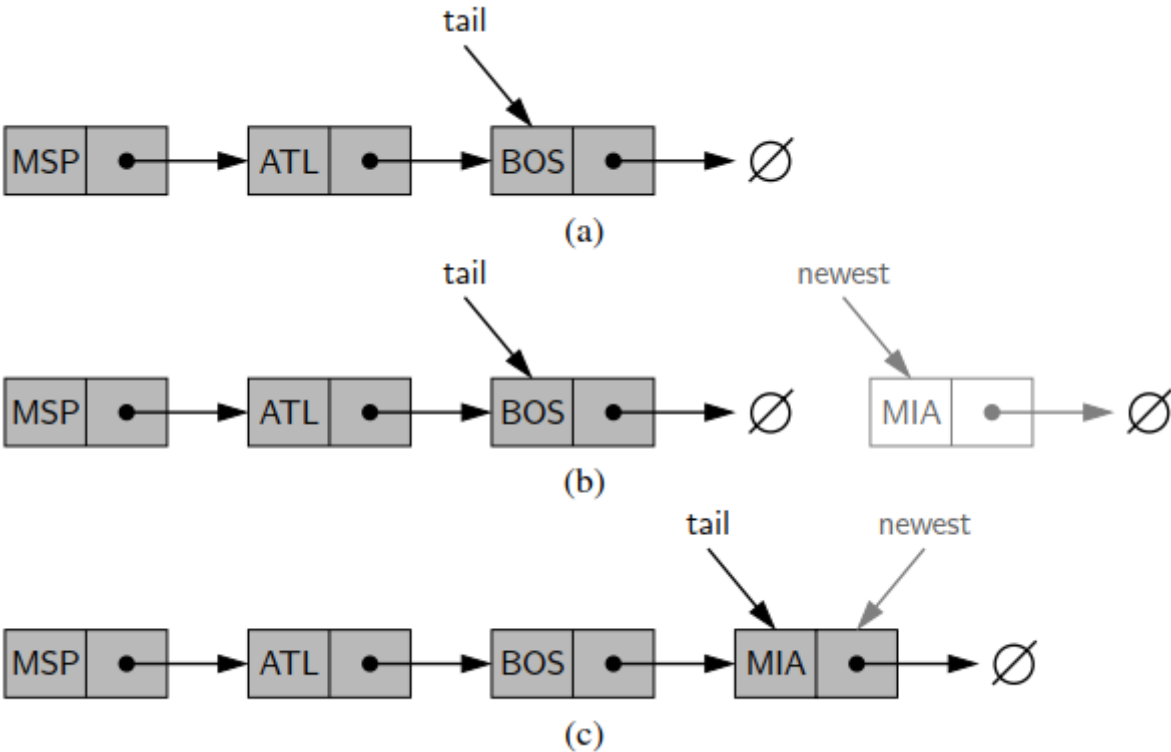 tail
MSP ATL BOS ∅
(a)
tail newest
MSP ATL BOS ∅ MIA ∅
(b)
tail newest
MSP ATL BOS MIA ∅
(c)